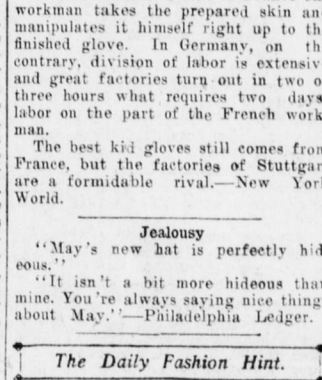 workman takes the prepared skin an
manipulates it himself right up to th
finished glove. In Germany, on th
contrary, division of labor is extensiv
and great factories turn out in two o
three hours what requires two days
labor on the part of the French work
man.
The best kid gloves still comes from
France, but the factories of Stuttgar
are a formidable rival.—New Yor
World.
Jealousy
"May's new hat is perfectly hid
eous."
"It isn't a bit more hideous than
mine. You're always saying nice thing
about May."—Philadelphia Ledger.
The Daily Fashion Hint.